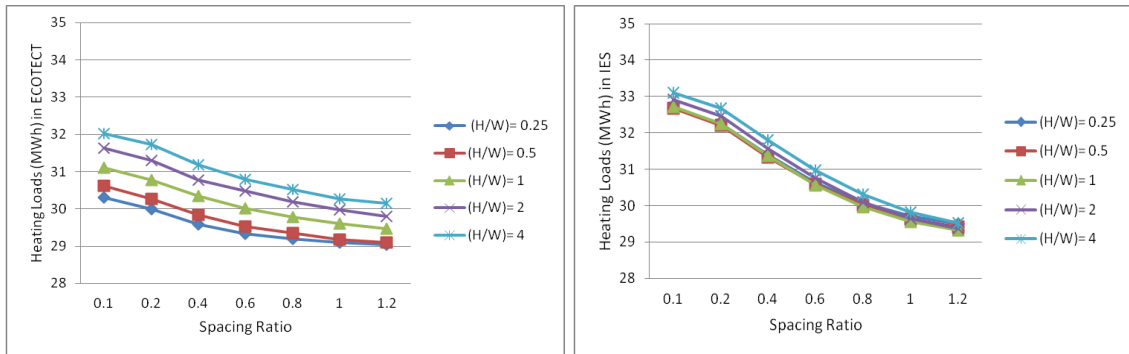 35
34
33
32
31
30
29
28
Heating Loads (MWh) in ECOTECT
0.1 0.2 0.4 0.6 0.8 1 1.2
Spacing Ratio
(H/W)= 0.25
(H/W)= 0.5
(H/W)= 1
(H/W)= 2
(H/W)= 4
35
34
33
32
31
30
29
28
Heating Loads (MWh) in IES
0.1 0.2 0.4 0.6 0.8 1 1.2
Spacing Ratio
(H/W)= 0.25
(H/W)= 0.5
(H/W)= 1
(H/W)= 2
(H/W)= 4